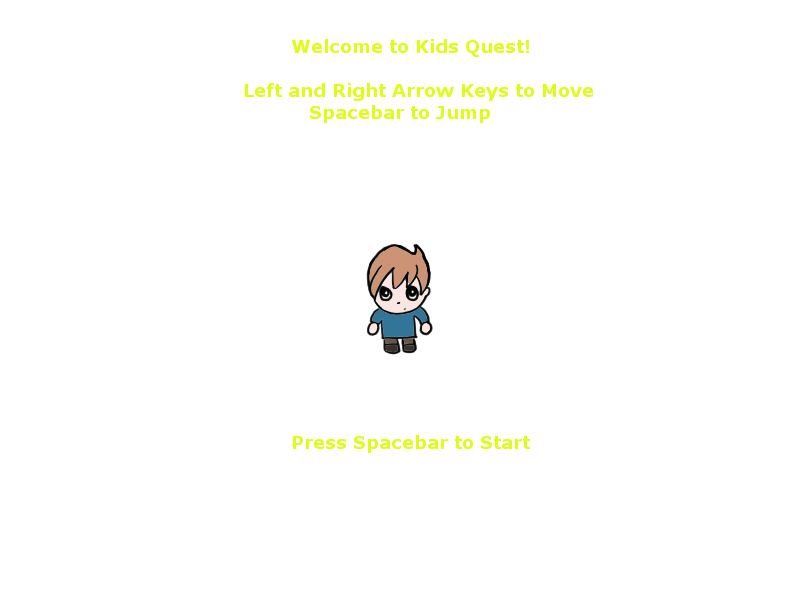 Welcome to Kids Quest!
Left and Right Arrow Keys to Move
Spacebar to Jump
Press Spacebar to Start